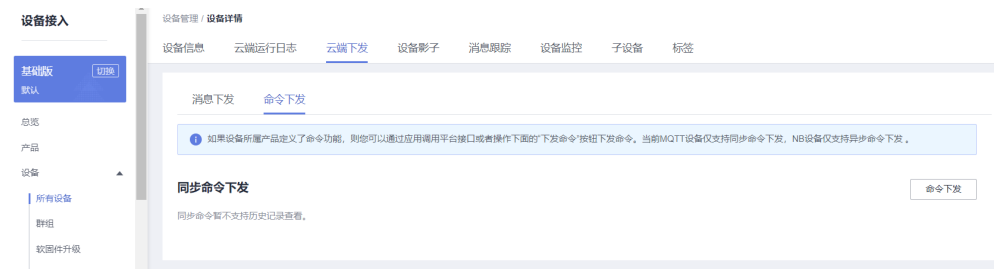 设备接入
基础版 切换
默认
总览
产品
设备
所有设备
群组
软固件升级
设备管理 / 设备详情
设备信息 云端运行日志 云端下发 设备影子 消息跟踪 设备监控 子设备 标签
消息下发 命令下发
如果设备所属产品定义了命令功能，则您可以通过应用调用平台接口或者操作下面的“下发命令”按钮下发命令。当前MQTT设备仅支持同步命令下发，NB设备仅支持异步命令下发 。
同步命令下发 命令下发
同步命令暂不支持历史记录查看。